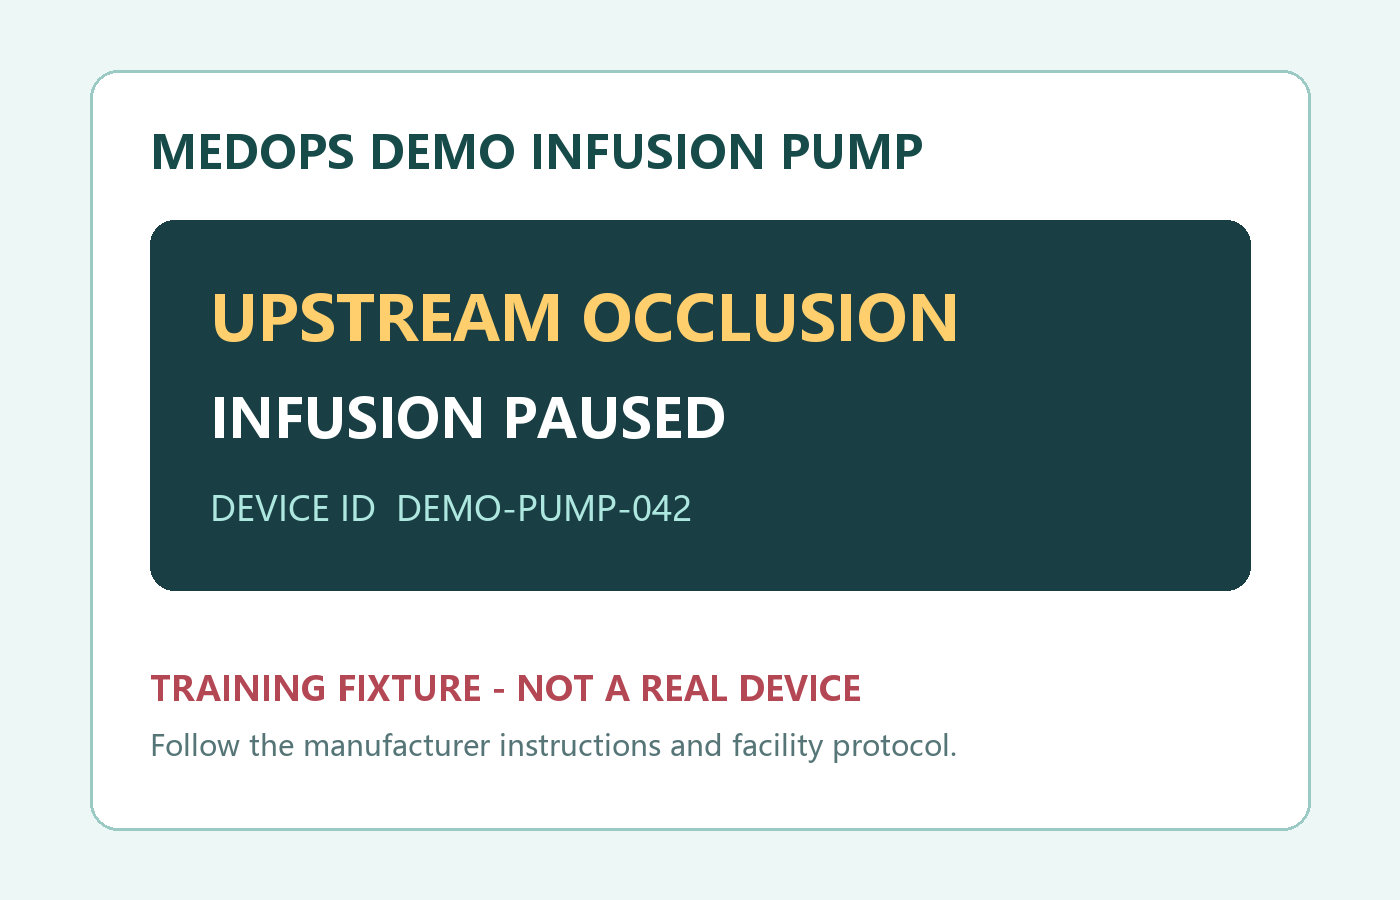 MEDOPS DEMO INFUSION PUMP
UPSTREAM OCCLUSION
INFUSION PAUSED
DEVICE ID DEMO-PUMP-042
TRAINING FIXTURE - NOT A REAL DEVICE
Follow the manufacturer instructions and facility protocol.